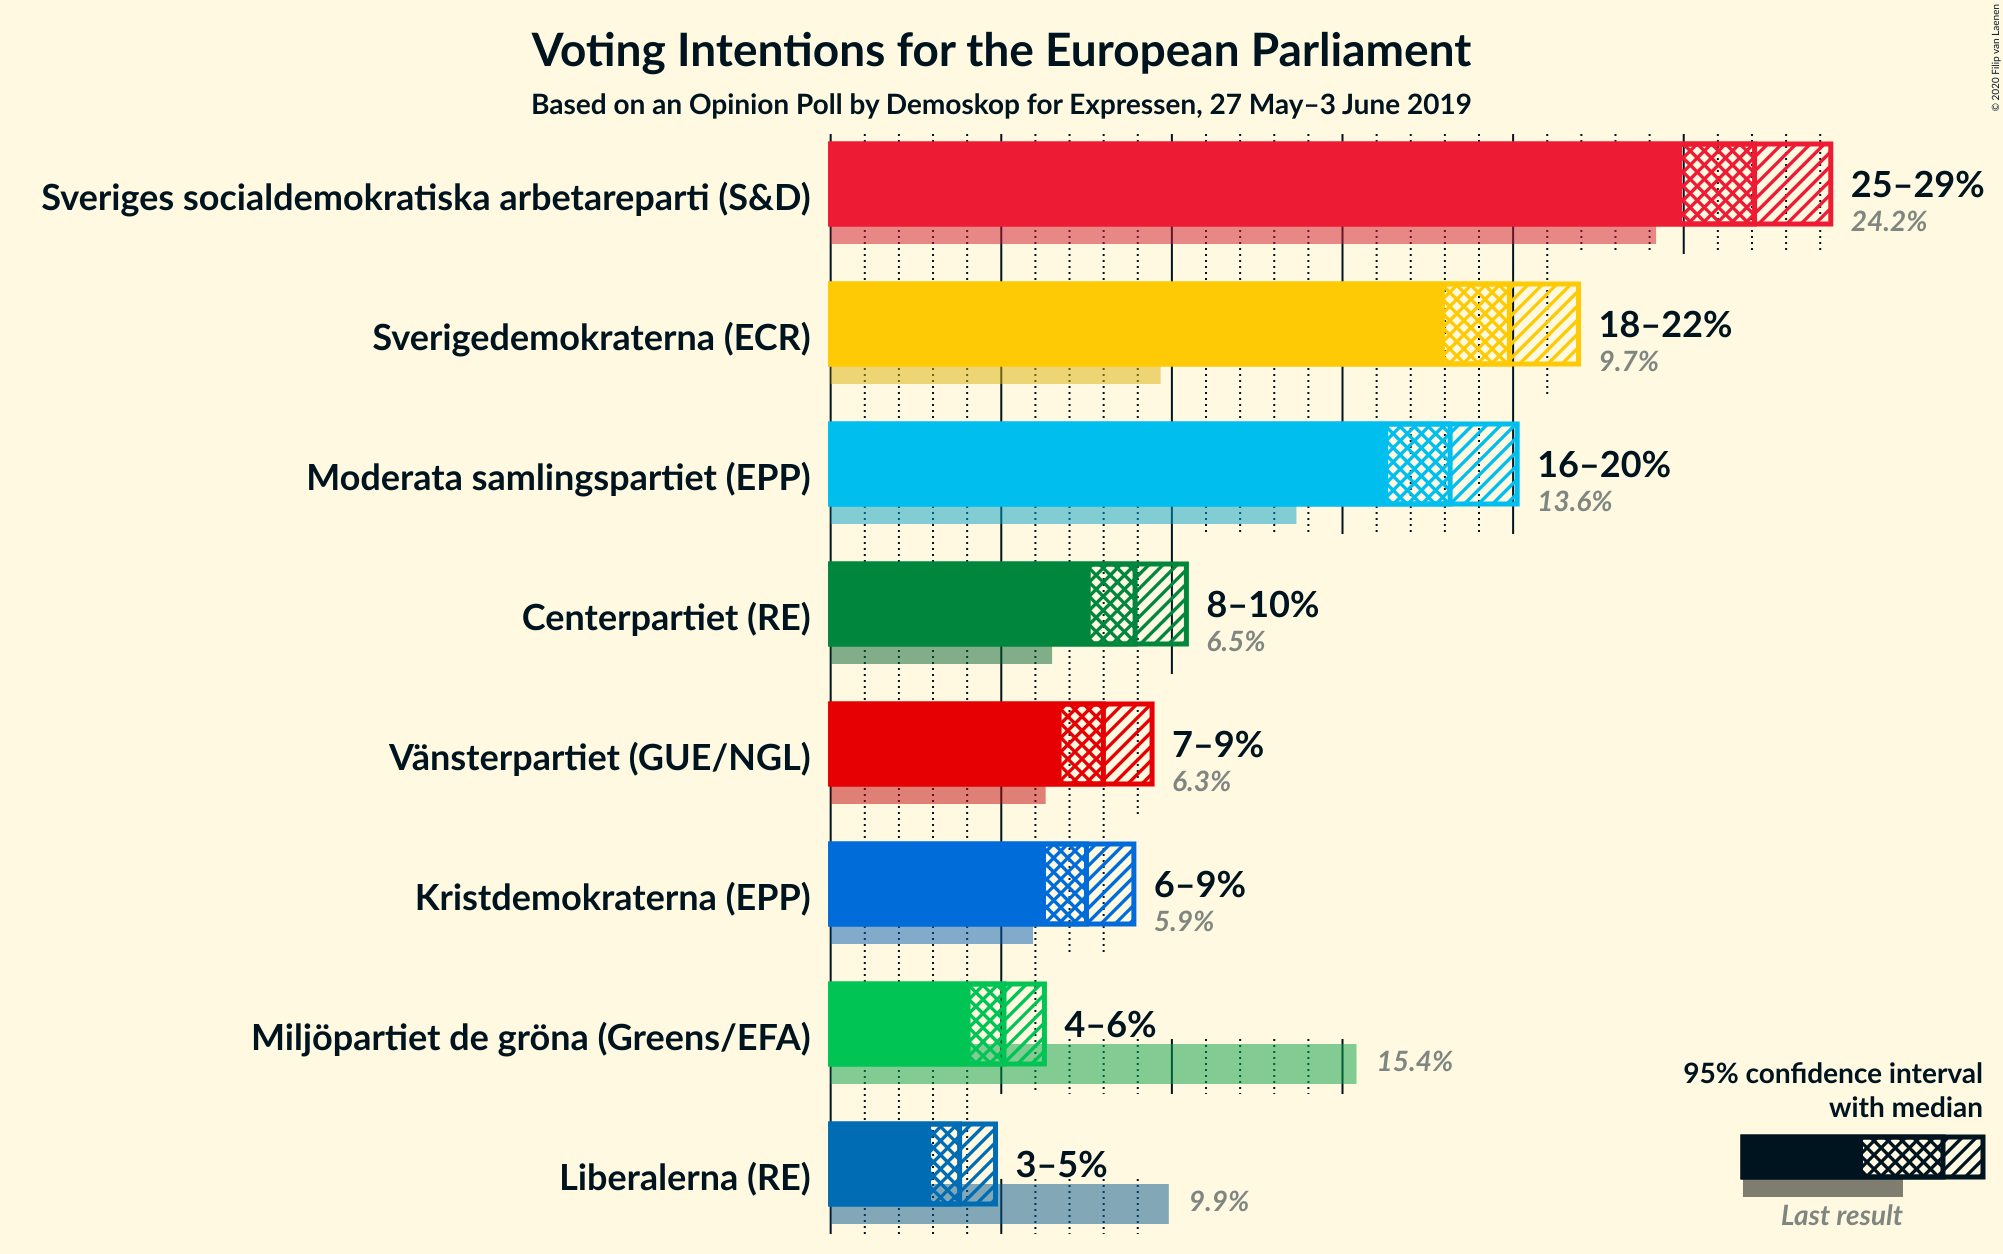 Voting Intentions for the European Parliament
Based on an Opinion Poll by Demoskop for Expressen, 27 May–3 June 2019
© 2020 Filip van Laenen
Sveriges socialdemokratiska arbetareparti (S&D)
25–29%
24.2%
Sverigedemokraterna (ECR)
18–22%
9.7%
Moderata samlingspartiet (EPP)
16–20%
13.6%
Centerpartiet (RE)
8–10%
6.5%
Vänsterpartiet (GUE/NGL)
7–9%
6.3%
Kristdemokraterna (EPP)
6–9%
5.9%
Miljöpartiet de gröna (Greens/EFA)
4–6%
15.4%
Liberalerna (RE)
3–5%
9.9%
95% confidence interval
with median
Last result